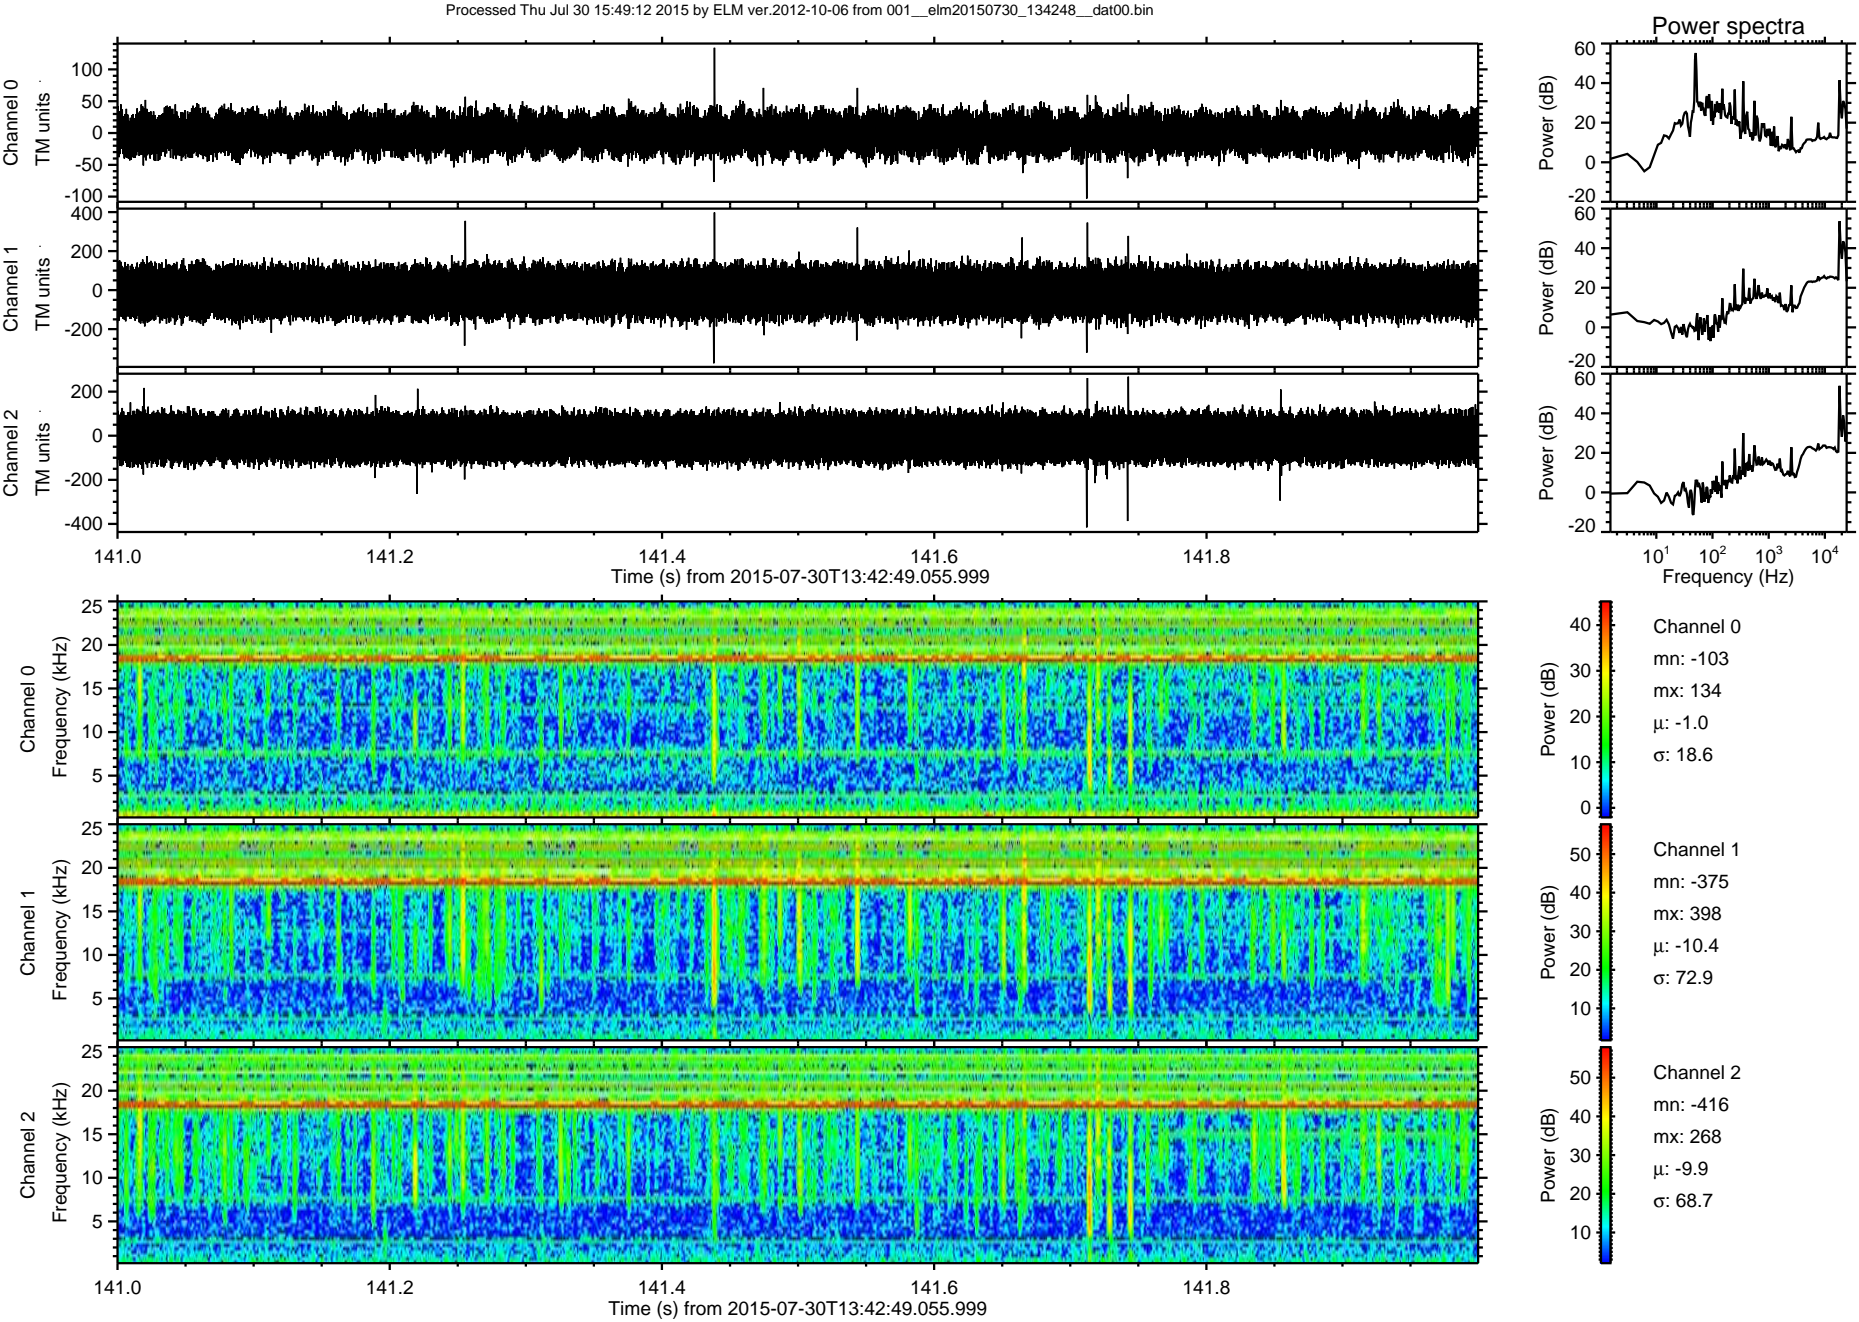 Processed Thu Jul 30 15:49:12 2015 by ELM ver.2012-10-06 from 001__elm20150730_134248__dat00.bin
Power spectra
Channel 0
TM units
100
50
0
-50
-100
Power (dB)
60
40
20
0
-20
Channel 1
TM units
400
200
0
-200
Power (dB)
60
40
20
0
-20
Channel 2
TM units
200
0
-200
-400
Power (dB)
60
40
20
0
-20
141.0 141.2 141.4 141.6 141.8
Time (s) from 2015-07-30T13:42:49.055.999
10¹ 10² 10³ 10⁴
Frequency (Hz)
Channel 0
Frequency (kHz)
25
20
15
10
5
Power (dB)
40
30
20
10
0
Channel 0
mn: -103
mx: 134
μ: -1.0
σ: 18.6
Channel 1
Frequency (kHz)
25
20
15
10
5
Power (dB)
50
40
30
20
10
Channel 1
mn: -375
mx: 398
μ: -10.4
σ: 72.9
Channel 2
Frequency (kHz)
25
20
15
10
5
Power (dB)
50
40
30
20
10
Channel 2
mn: -416
mx: 268
μ: -9.9
σ: 68.7
141.0 141.2 141.4 141.6 141.8
Time (s) from 2015-07-30T13:42:49.055.999